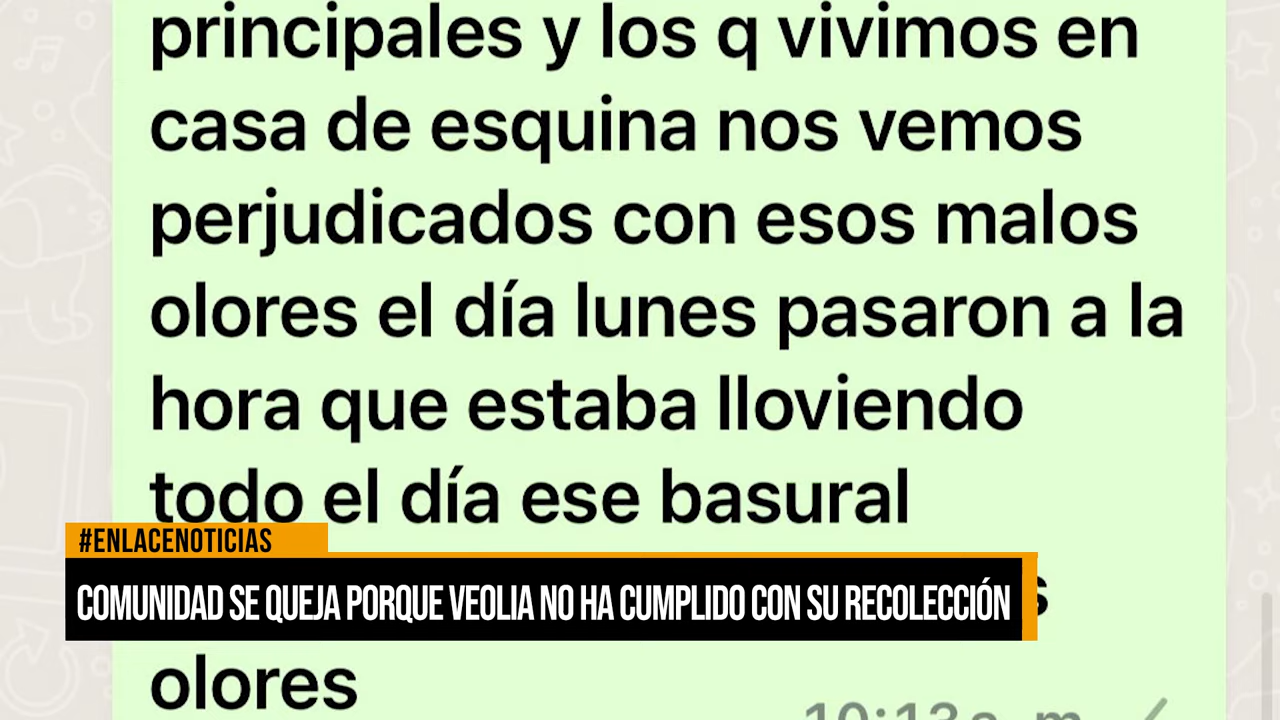 principales y los q vivimos en
casa de esquina nos vemos
perjudicados con esos malos
olores el día lunes pasaron a la
hora que estaba lloviendo
todo el día ese basural
#ENLACENOTICIAS
COMUNIDAD SE QUEJA PORQUE VEOLIA NO HA CUMPLIDO CON SU RECOLECCIÓN
olores
10:13 a. m.